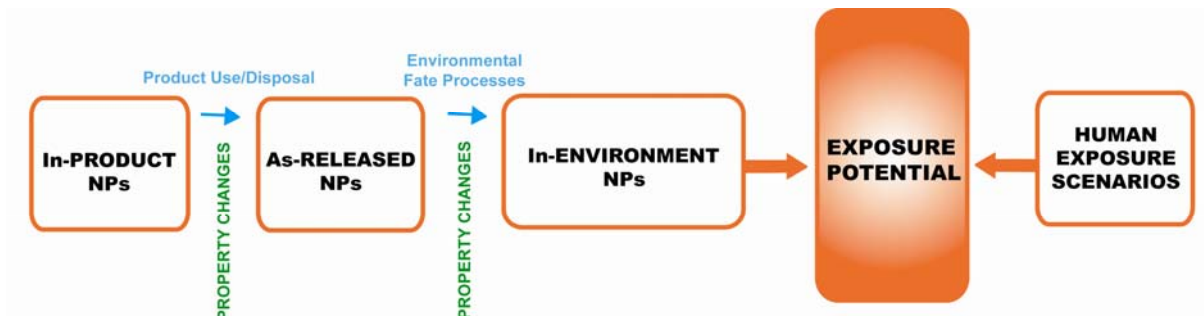 Product Use/Disposal
Environmental
Fate Processes
In-PRODUCT
NPs
PROPERTY CHANGES
As-RELEASED
NPs
PROPERTY CHANGES
In-ENVIRONMENT
NPs
EXPOSURE
POTENTIAL
HUMAN
EXPOSURE
SCENARIOS